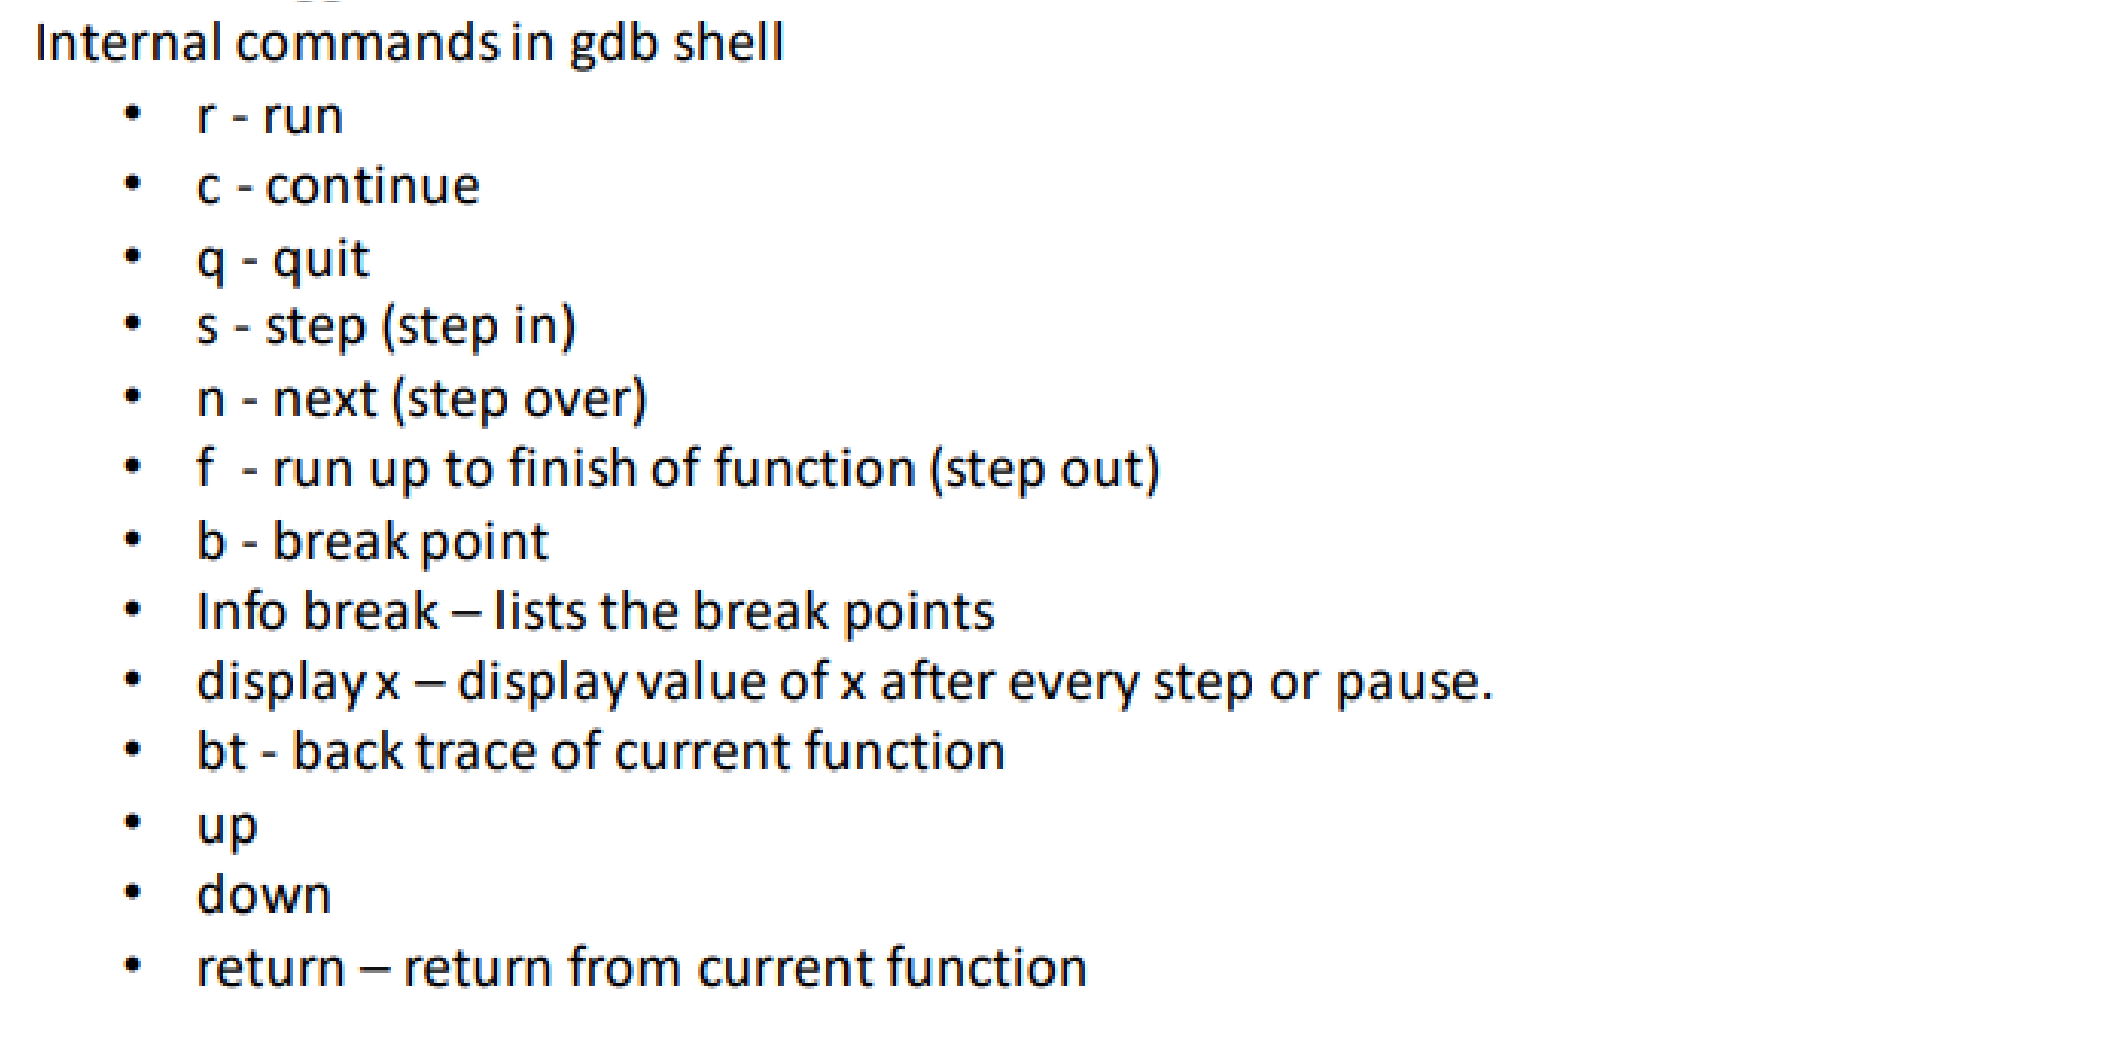 Internal commands in gdb shell
• r - run
• c - continue
• q - quit
• s - step (step in)
• n - next (step over)
• f - run up to finish of function (step out)
• b - break point
• Info break – lists the break points
• display x – display value of x after every step or pause.
• bt - back trace of current function
• up
• down
• return – return from current function